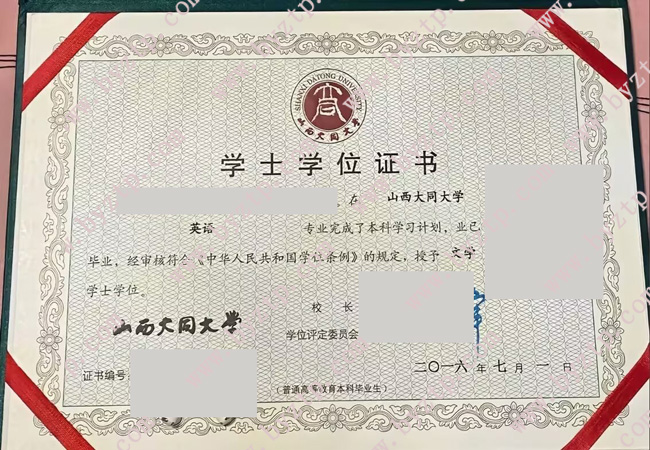 SHANXI DATONG UNIVERSITY
山西大同大学
学士学位证书
在 山西大同大学
英语 专业完成了本科学习计划，业已
毕业，经审核符合《中华人民共和国学位条例》的规定，授予 文学
学士学位。
校 长
山西大同大学
学位评定委员会
证书编号：
二〇一六 年 七 月 一 日
（普通高等教育本科毕业生）